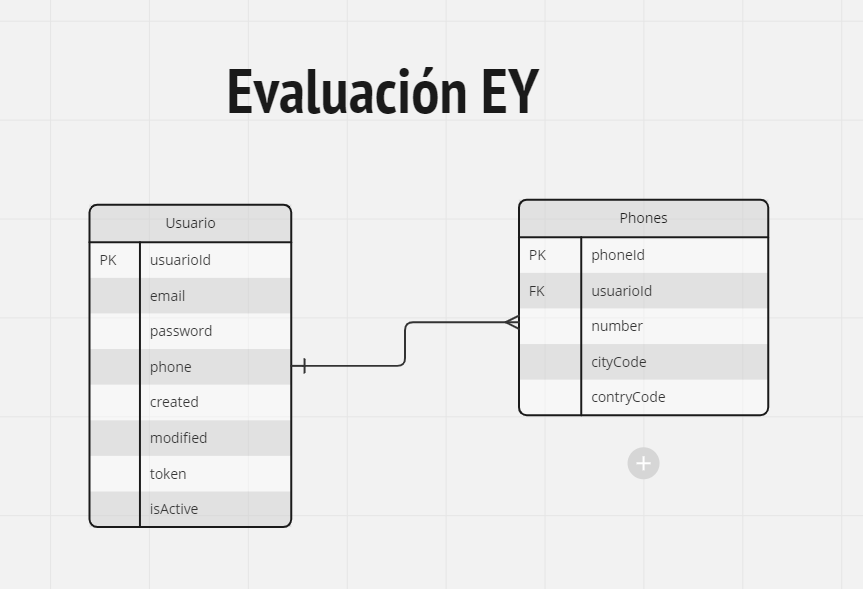 Evaluación EY
Usuario
PK usuarioId
email
password
phone
created
modified
token
isActive
Phones
PK phoneId
FK usuarioId
number
cityCode
contryCode